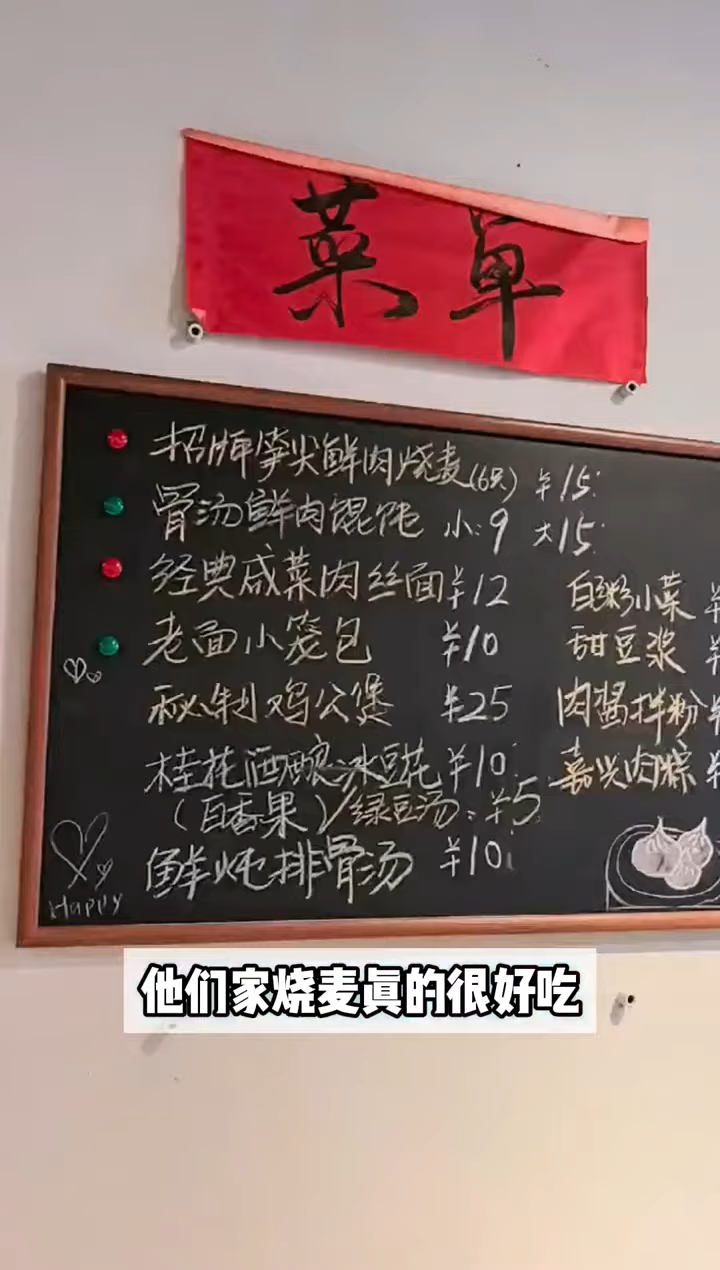 菜单
招牌笋尖鲜肉烧麦(6只) ¥15
骨汤鲜肉馄饨 小:9 大15
经典咸菜肉丝面¥12
老面小笼包 ¥10
秘制鸡公煲 ¥25
桂花酒酿冰豆花¥10
(百香果)/绿豆汤:¥5
鲜炖排骨汤 ¥10
白粥小菜 ¥
甜豆浆 ¥
肉酱拌粉¥
嘉兴肉粽 ¥
Happy
他们家烧麦真的很好吃